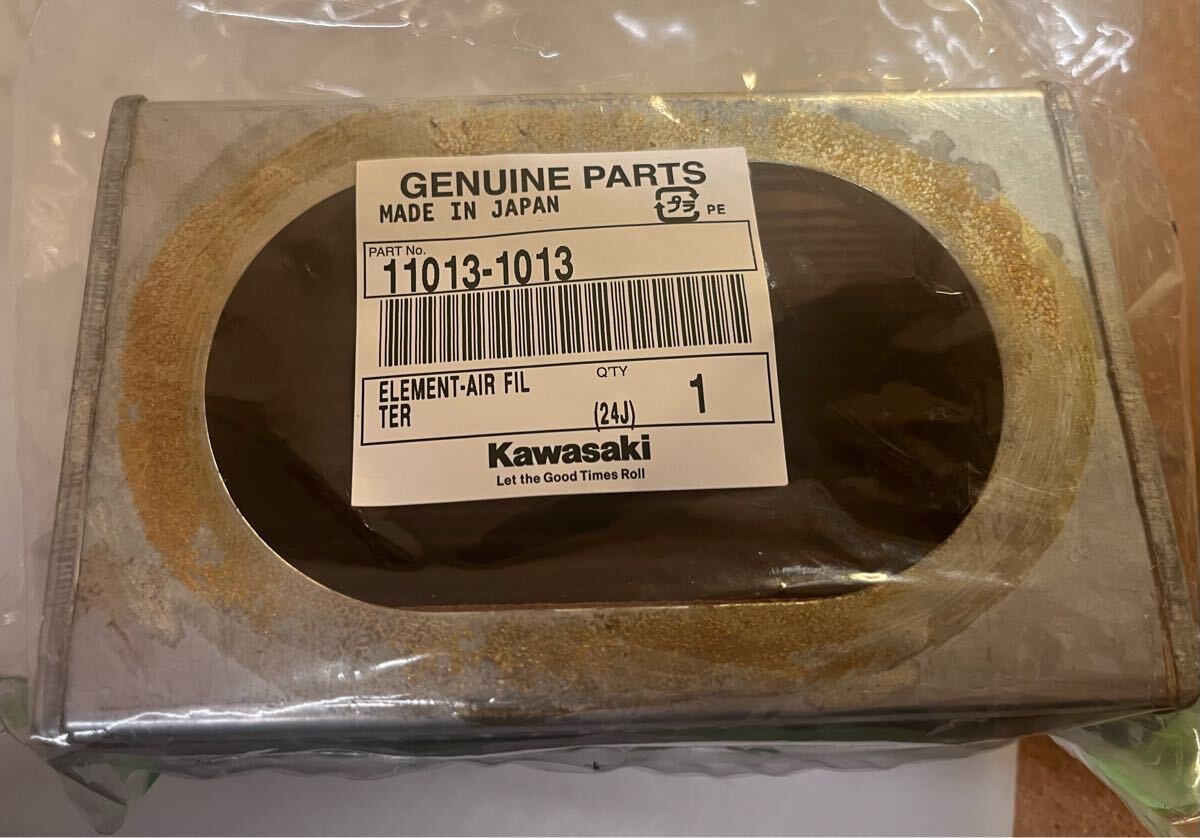 GENUINE PARTS
MADE IN JAPAN
プラ PE
PART No.
11013-1013
ELEMENT-AIR FIL
TER
Q'TY
(24J)
1
Kawasaki
Let the Good Times Roll